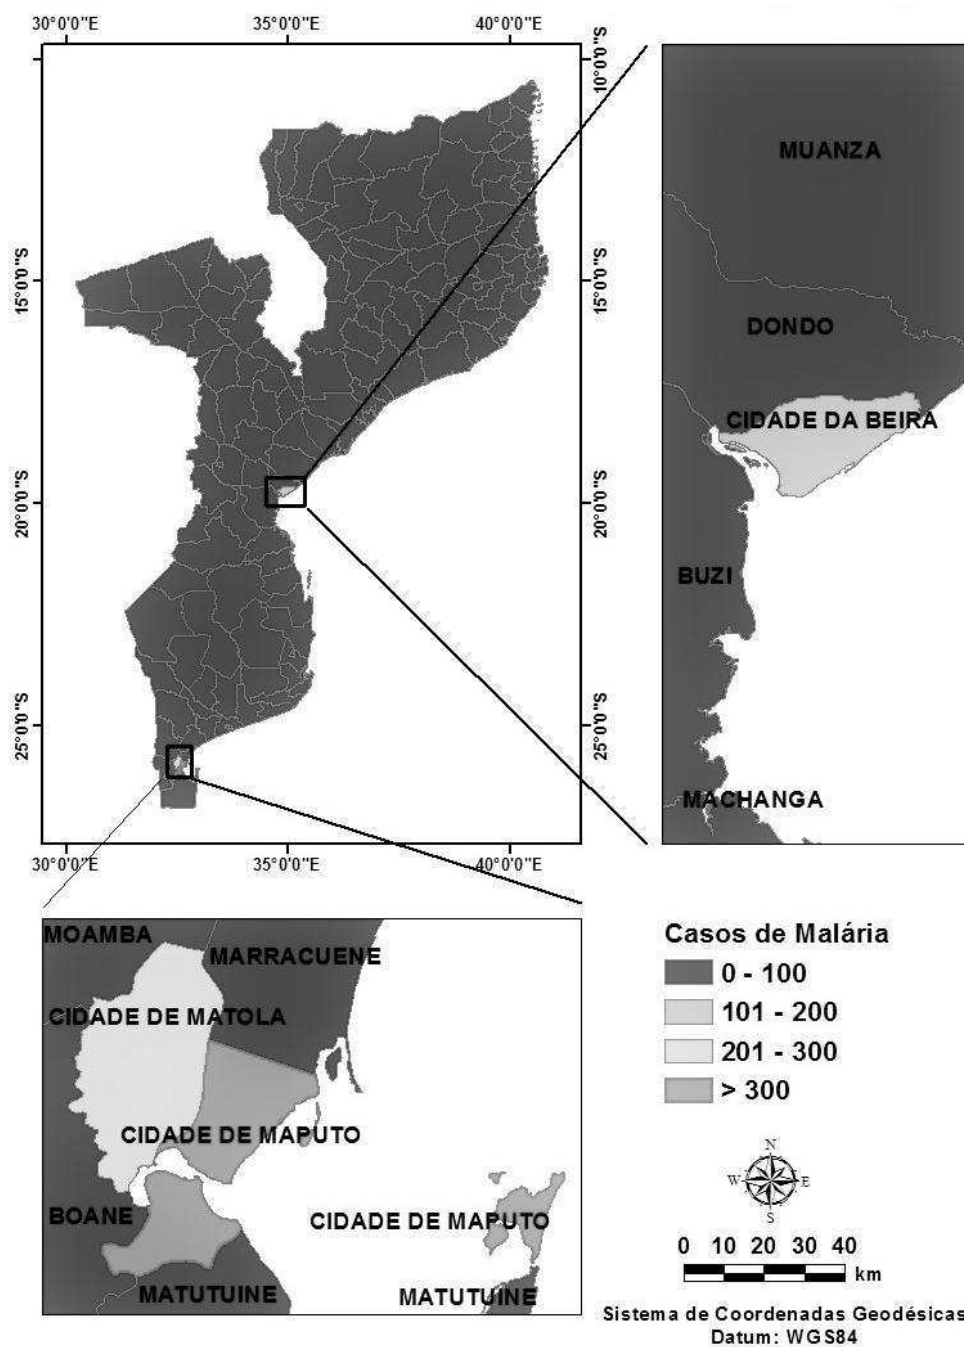 30°0'0"E 35°0'0"E 40°0'0"E
10°0'0"S
15°0'0"S 15°0'0"S
20°0'0"S 20°0'0"S
25°0'0"S 25°0'0"S
30°0'0"E 35°0'0"E 40°0'0"E
MUANZA
DONDO
CIDADE DA BEIRA
BUZI
MACHANGA
MOAMBA
MARRACUENE
CIDADE DE MATOLA
CIDADE DE MAPUTO
BOANE
CIDADE DE MAPUTO
MATUTUINE
MATUTUINE
Casos de Malária
0 - 100
101 - 200
201 - 300
> 300
N
W E
S
0 10 20 30 40
km
Sistema de Coordenadas Geodésicas
Datum: WGS84